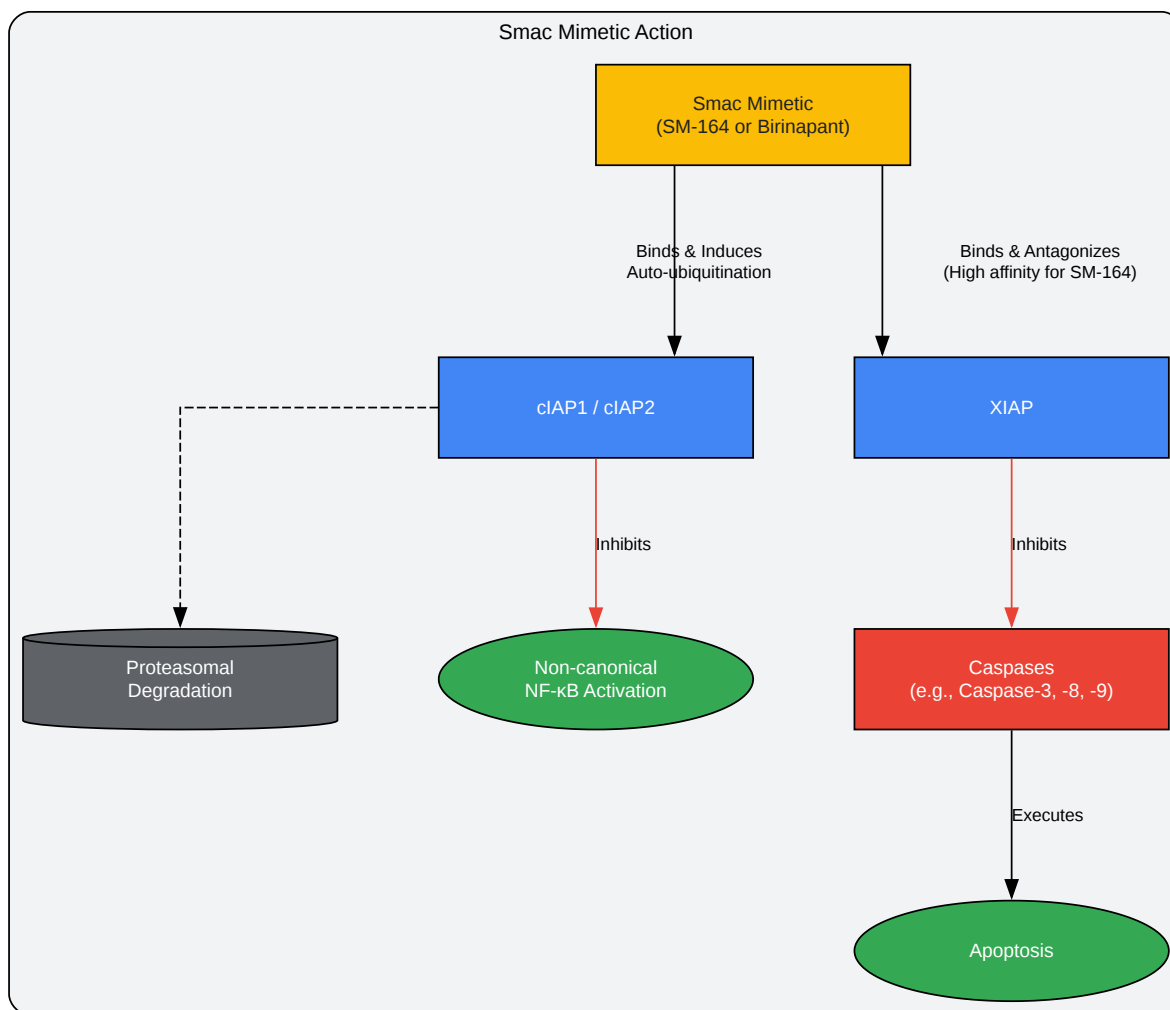 Smac Mimetic Action
Smac Mimetic
(SM-164 or Birinapant)
Binds & Induces
Auto-ubiquitination
Binds & Antagonizes
(High affinity for SM-164)
cIAP1 / cIAP2
XIAP
Inhibits
Inhibits
Proteasomal
Degradation
Non-canonical
NF-κB Activation
Caspases
(e.g., Caspase-3, -8, -9)
Executes
Apoptosis